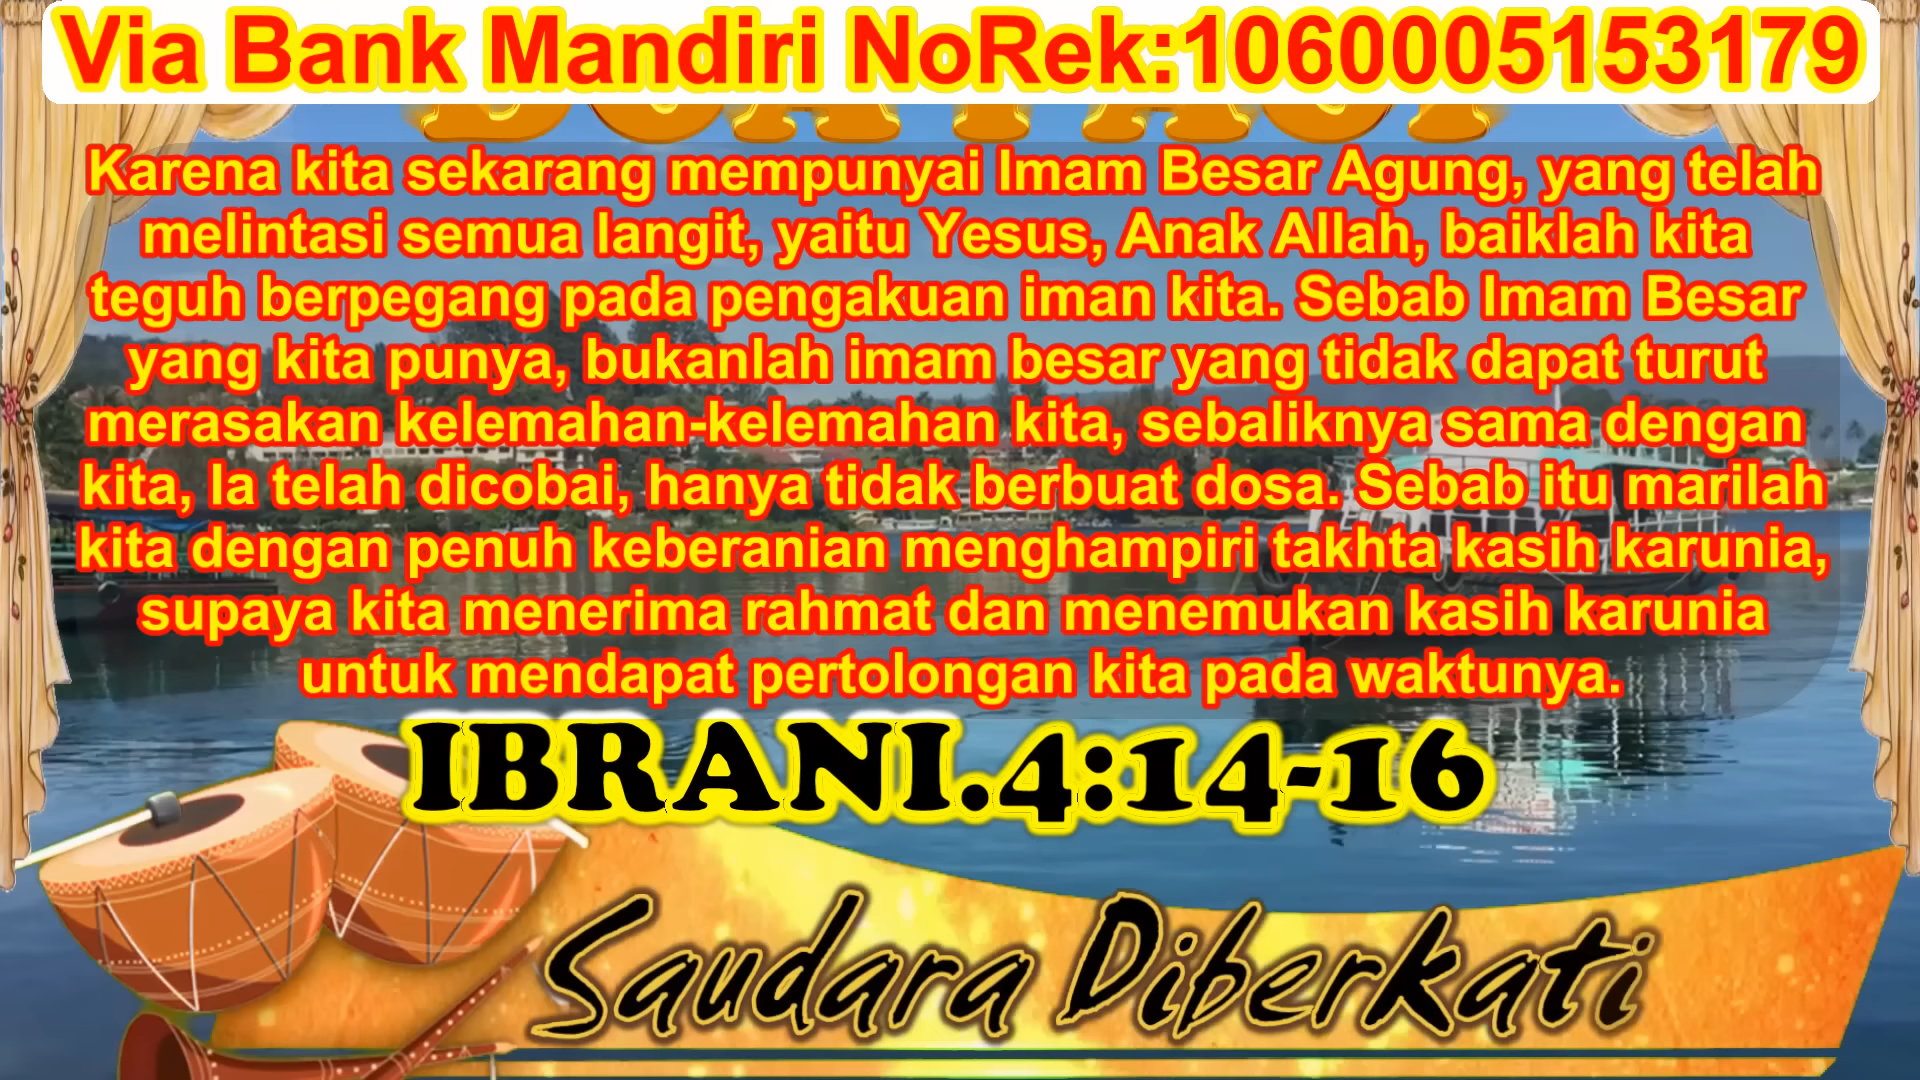 Via Bank Mandiri NoRek:1060005153179
Karena kita sekarang mempunyai Imam Besar Agung, yang telah
melintasi semua langit, yaitu Yesus, Anak Allah, baiklah kita
teguh berpegang pada pengakuan iman kita. Sebab Imam Besar
yang kita punya, bukanlah imam besar yang tidak dapat turut
merasakan kelemahan-kelemahan kita, sebaliknya sama dengan
kita, Ia telah dicobai, hanya tidak berbuat dosa. Sebab itu marilah
kita dengan penuh keberanian menghampiri takhta kasih karunia,
supaya kita menerima rahmat dan menemukan kasih karunia
untuk mendapat pertolongan kita pada waktunya.
IBRANI.4:14-16
Saudara Diberkati